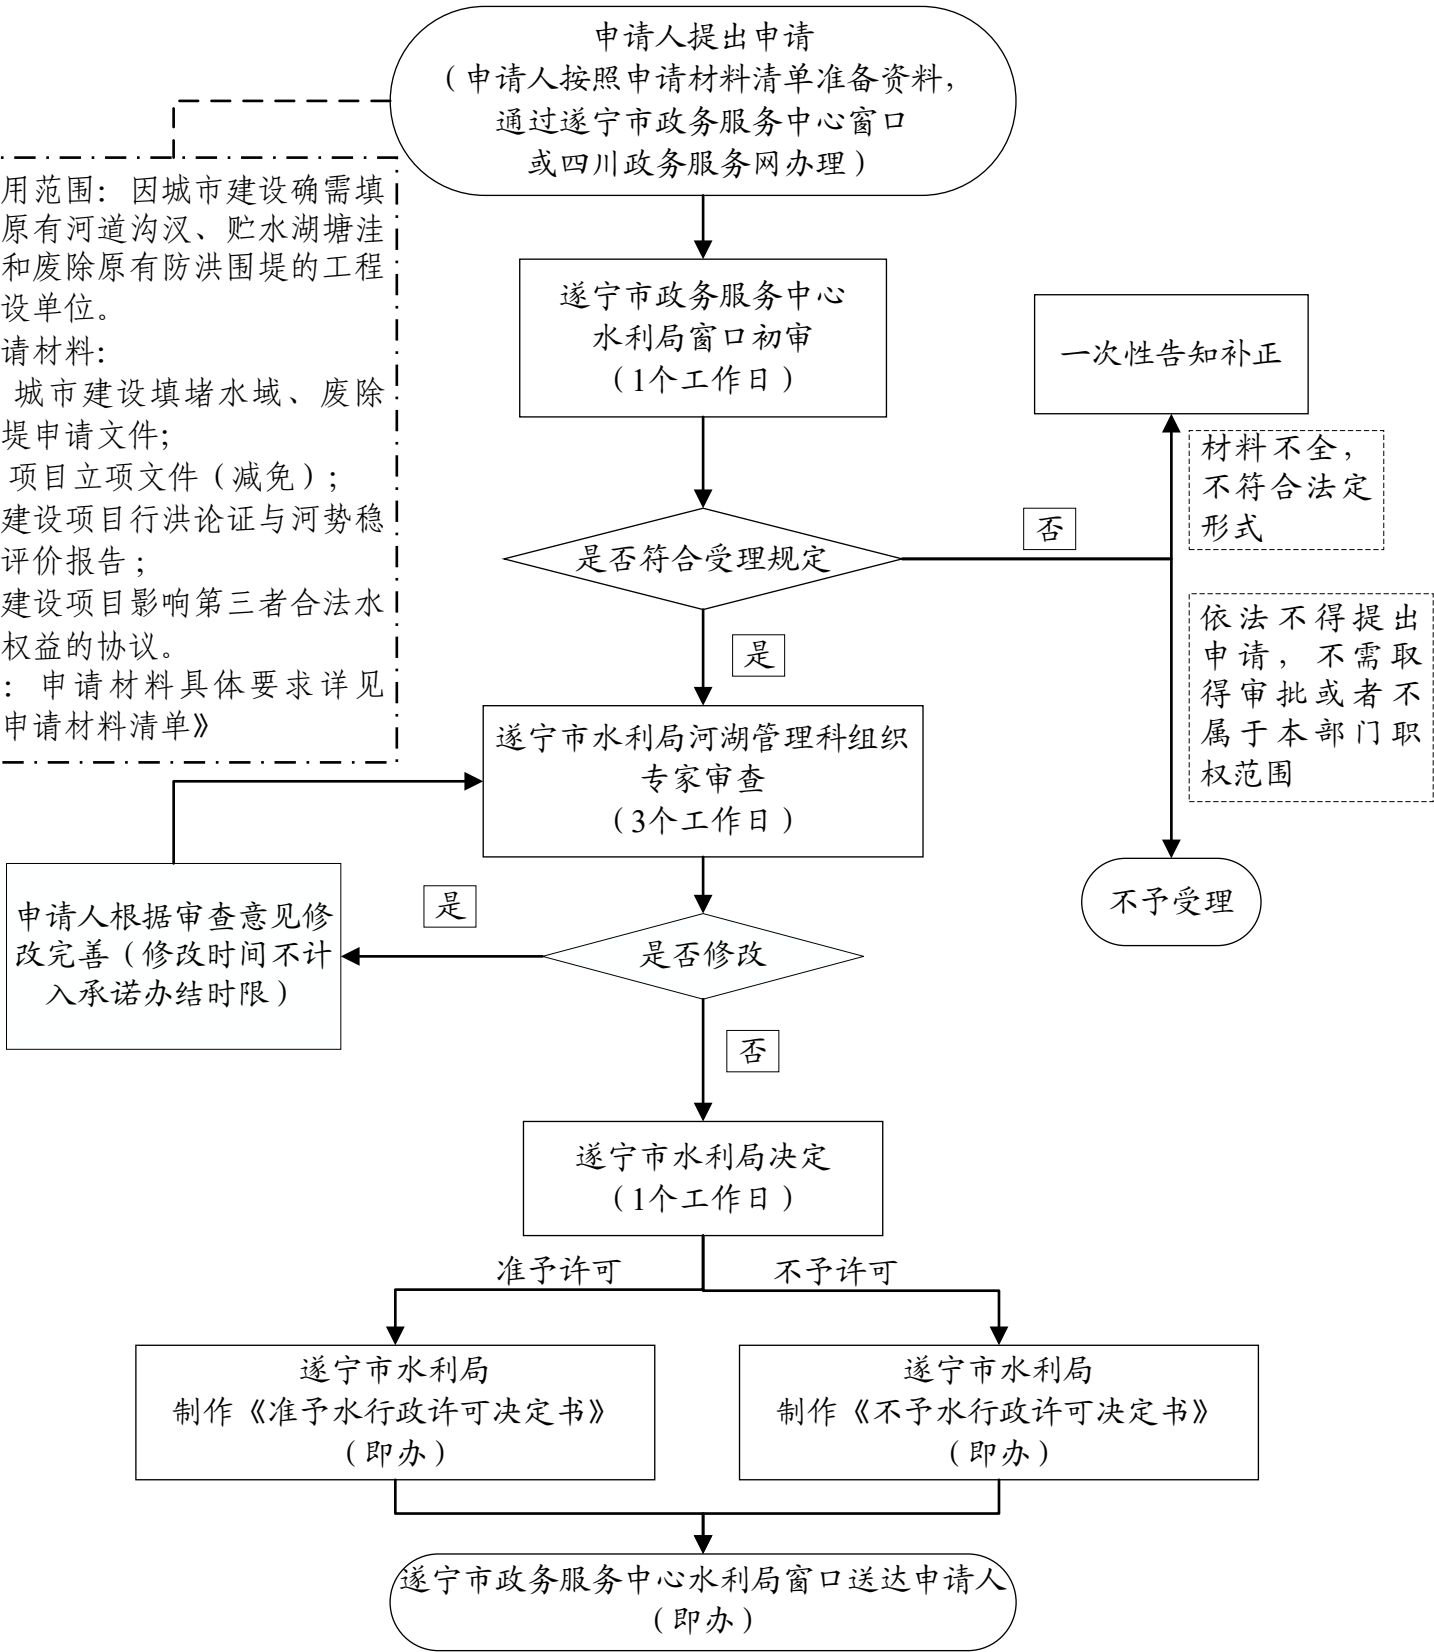 申请人提出申请
（申请人按照申请材料清单准备资料，
通过遂宁市政务服务中心窗口
或四川政务服务网办理）
用范围：因城市建设确需填
原有河道沟汊、贮水湖塘洼
和废除原有防洪围堤的工程
设单位。
请材料：
城市建设填堵水域、废除
堤申请文件;
项目立项文件（减免）；
建设项目行洪论证与河势稳
评价报告；
建设项目影响第三者合法水
权益的协议。
：申请材料具体要求详见
申请材料清单》
遂宁市政务服务中心
水利局窗口初审
（1个工作日）
一次性告知补正
材料不全，
不符合法定
形式
否
是否符合受理规定
依法不得提出
申请，不需取
得审批或者不
属于本部门职
权范围
是
遂宁市水利局河湖管理科组织
专家审查
（3个工作日）
不予受理
是
申请人根据审查意见修
改完善（修改时间不计
入承诺办结时限）
是否修改
否
遂宁市水利局决定
（1个工作日）
准予许可
不予许可
遂宁市水利局
制作《准予水行政许可决定书》
（即办）
遂宁市水利局
制作《不予水行政许可决定书》
（即办）
遂宁市政务服务中心水利局窗口送达申请人
（即办）